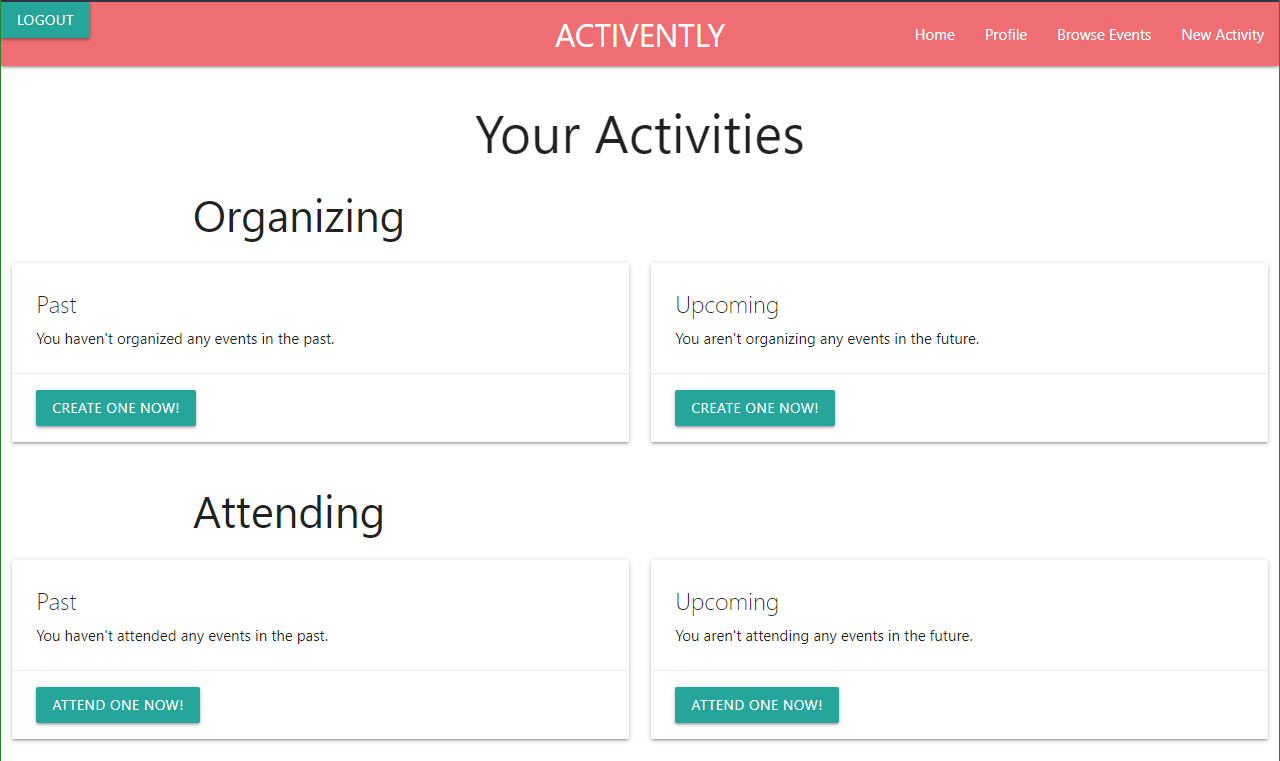 LOGOUT
ACTIVENTLY
Home Profile Browse Events New Activity
Your Activities
Organizing
Past
You haven't organized any events in the past.
CREATE ONE NOW!
Upcoming
You aren't organizing any events in the future.
CREATE ONE NOW!
Attending
Past
You haven't attended any events in the past.
ATTEND ONE NOW!
Upcoming
You aren't attending any events in the future.
ATTEND ONE NOW!